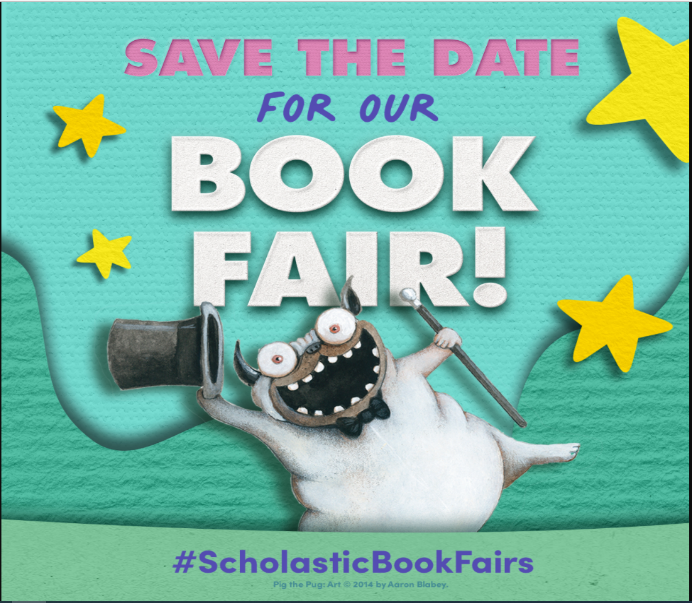 SAVE THE DATE
FOR OUR
BOOK
FAIR!
#ScholasticBookFairs
Pig the Pug: Art © 2014 by Aaron Blabey.